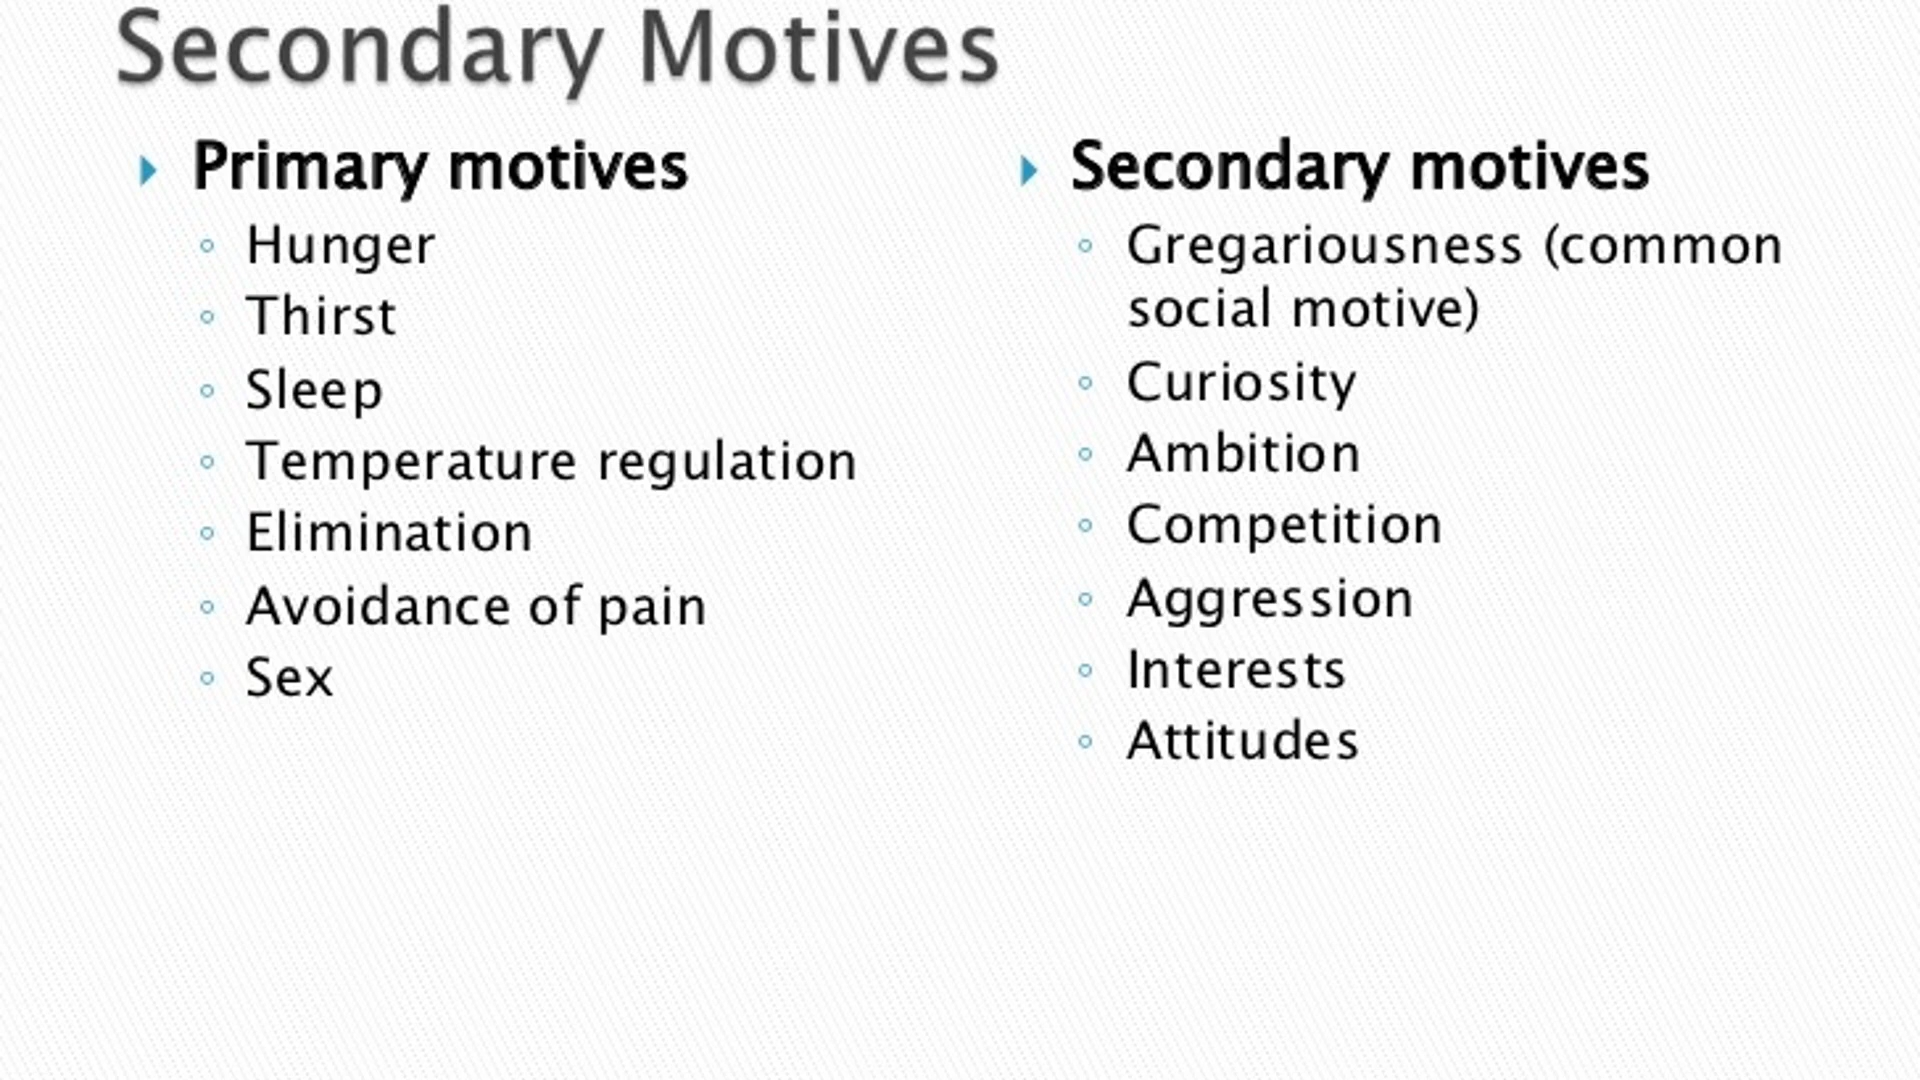 Secondary Motives
Primary motives
Hunger
Thirst
Sleep
Temperature regulation
Elimination
Avoidance of pain
Sex
Secondary motives
Gregariousness (common
social motive)
Curiosity
Ambition
Competition
Aggression
Interests
Attitudes